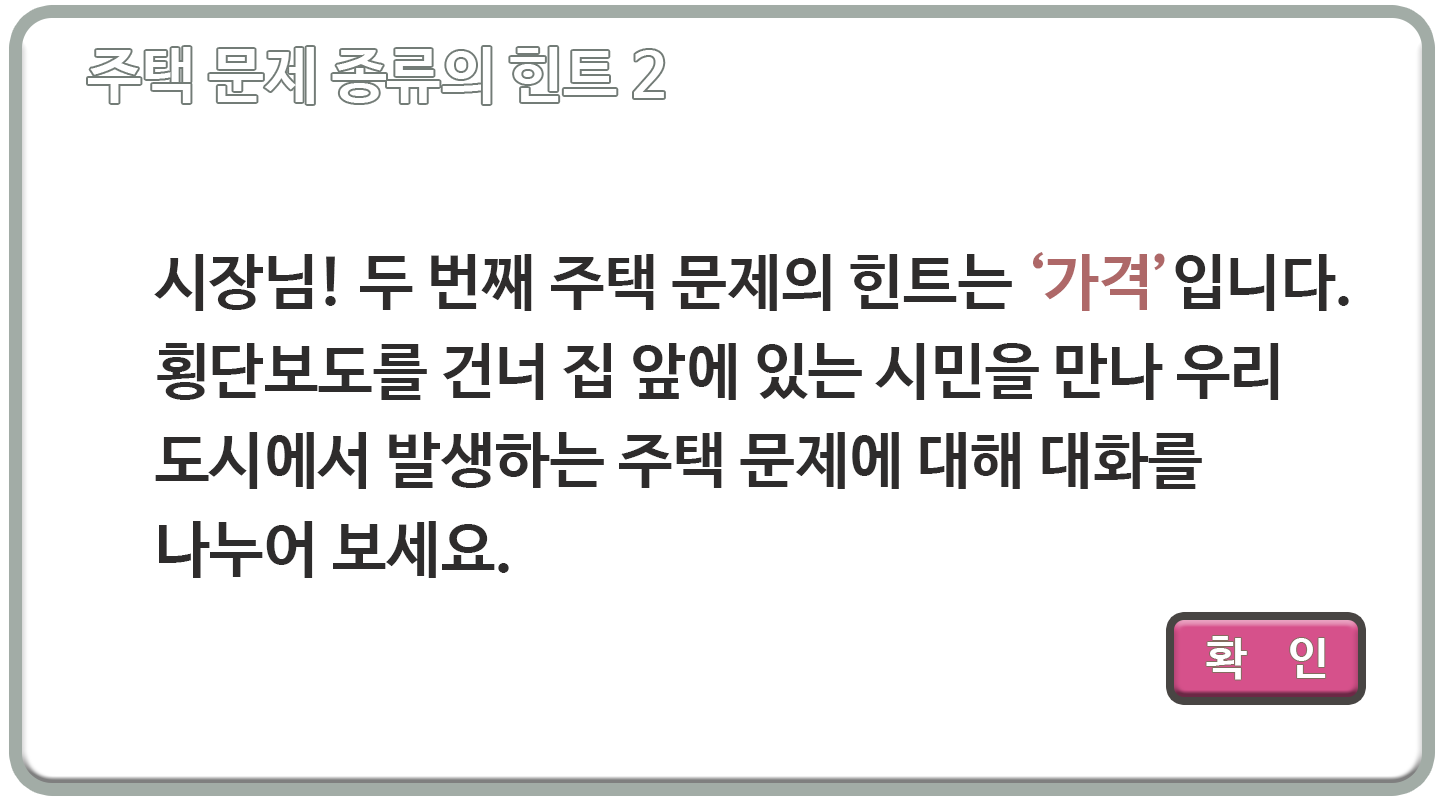 주택 문제 종류의 힌트 2
시장님! 두 번째 주택 문제의 힌트는 ‘가격’입니다.
횡단보도를 건너 집 앞에 있는 시민을 만나 우리
도시에서 발생하는 주택 문제에 대해 대화를
나누어 보세요.
확 인